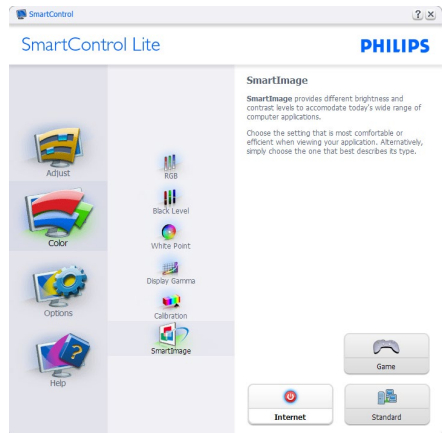 SmartControl
SmartControl Lite
PHILIPS
Adjust
Color
Options
Help
RGB
Black Level
White Point
Display Gamma
Calibration
SmartImage
SmartImage
SmartImage provides different brightness and
contrast levels to accomodate today's wide range of
computer applications.
Choose the setting that is most comfortable or
efficient when viewing your application. Alternatively,
simply choose the one that best describes its type.
Game
Internet
Standard